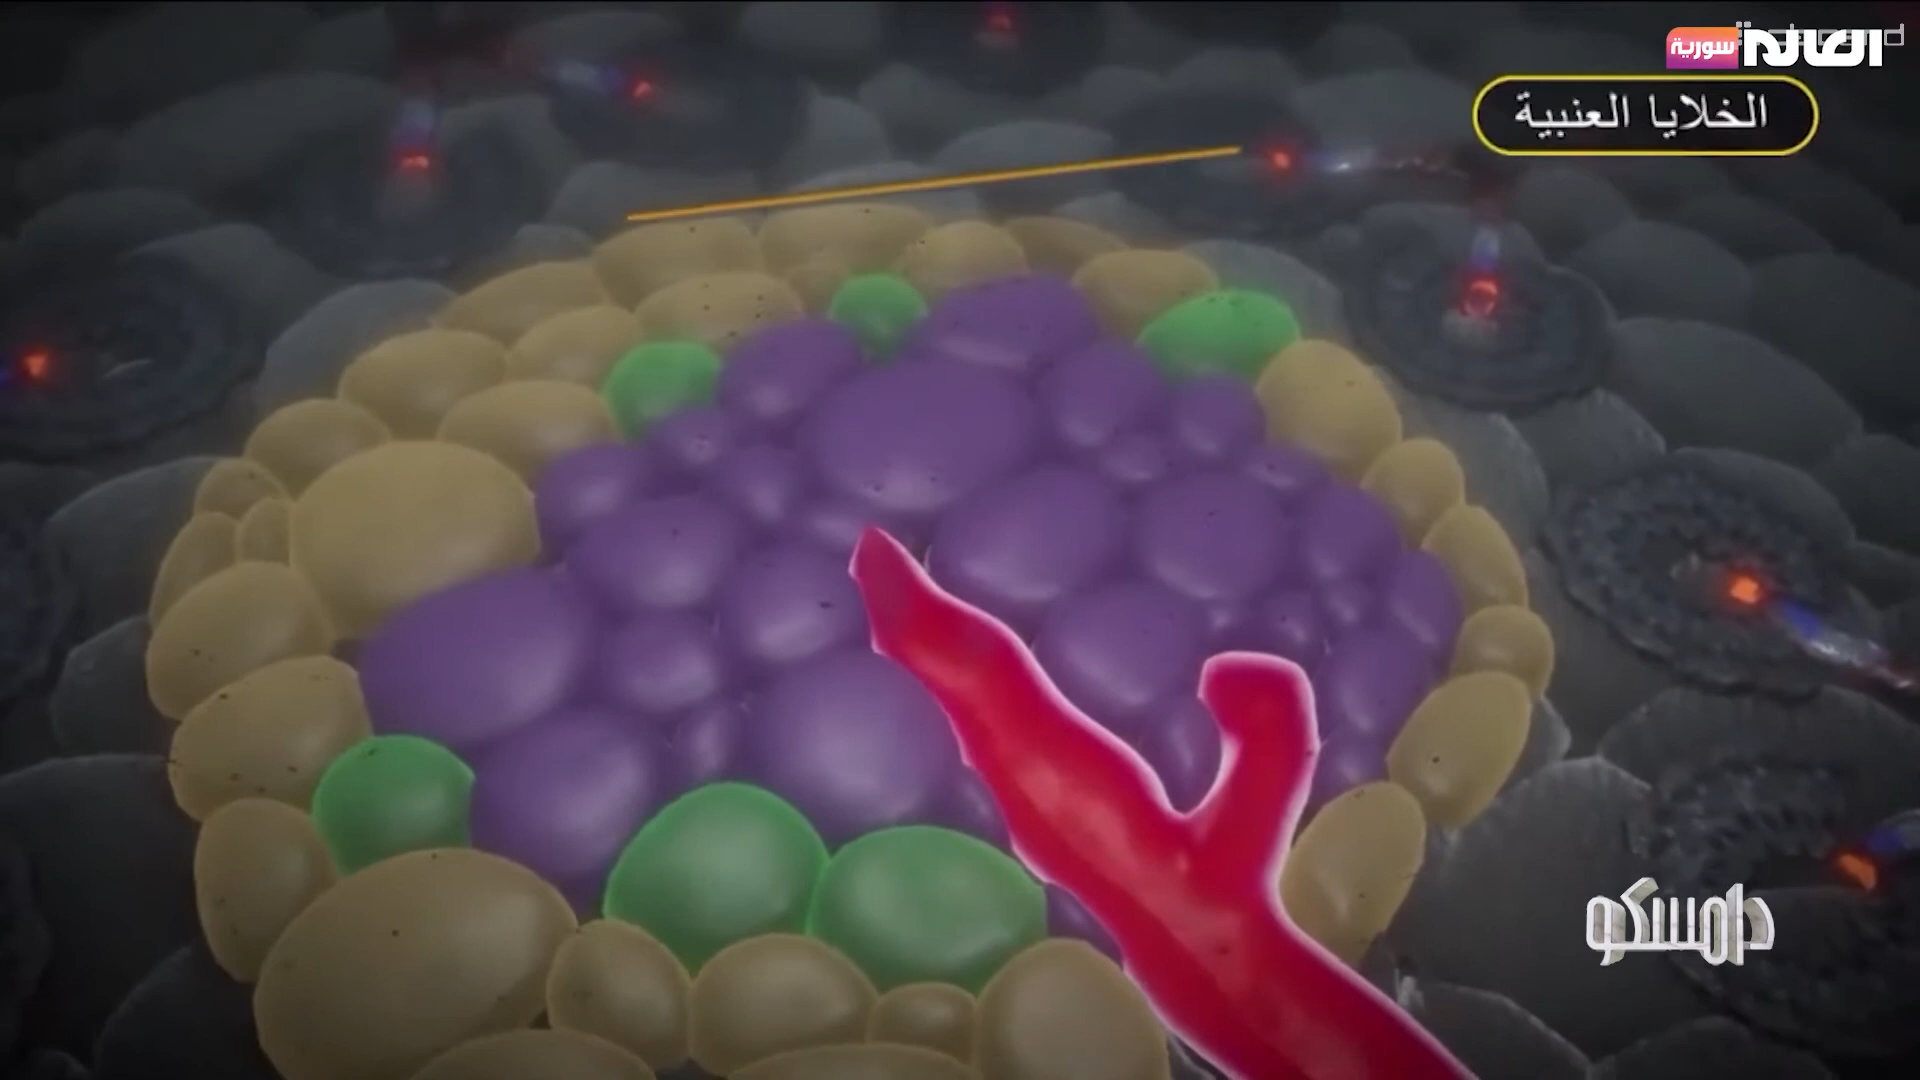 العالم سورية
الخلايا العنبية
دامسكو